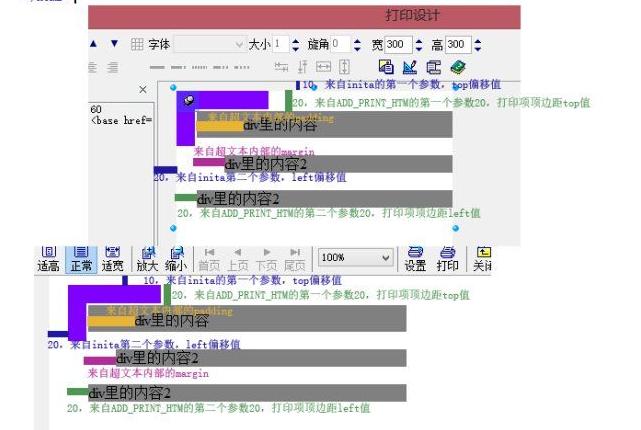 打印设计
字体 大小 1 旋角 0 宽 300 高 300
10, 来自inita的第一个参数, top偏移值
20, 来自ADD_PRINT_HTM的第一个参数20, 打印项项边距top值
60
<base href=
来自超文本内部的padding
div里的内容
来自超文本内部的margin
div里的内容2
20, 来自inita第二个参数, left偏移值
div里的内容2
20, 来自ADD_PRINT_HTM的第二个参数20, 打印项项边距left值
适高 正常 适宽 放大 缩小 首页 上页 下页 尾页 100% 设置 打印
10, 来自inita的第一个参数, top偏移值
20, 来自ADD_PRINT_HTM的第一个参数20, 打印项项边距top值
来自超文本内部的padding
div里的内容
20, 来自inita第二个参数, left偏移值
div里的内容2
来自超文本内部的margin
div里的内容2
20, 来自ADD_PRINT_HTM的第二个参数20, 打印项项边距left值